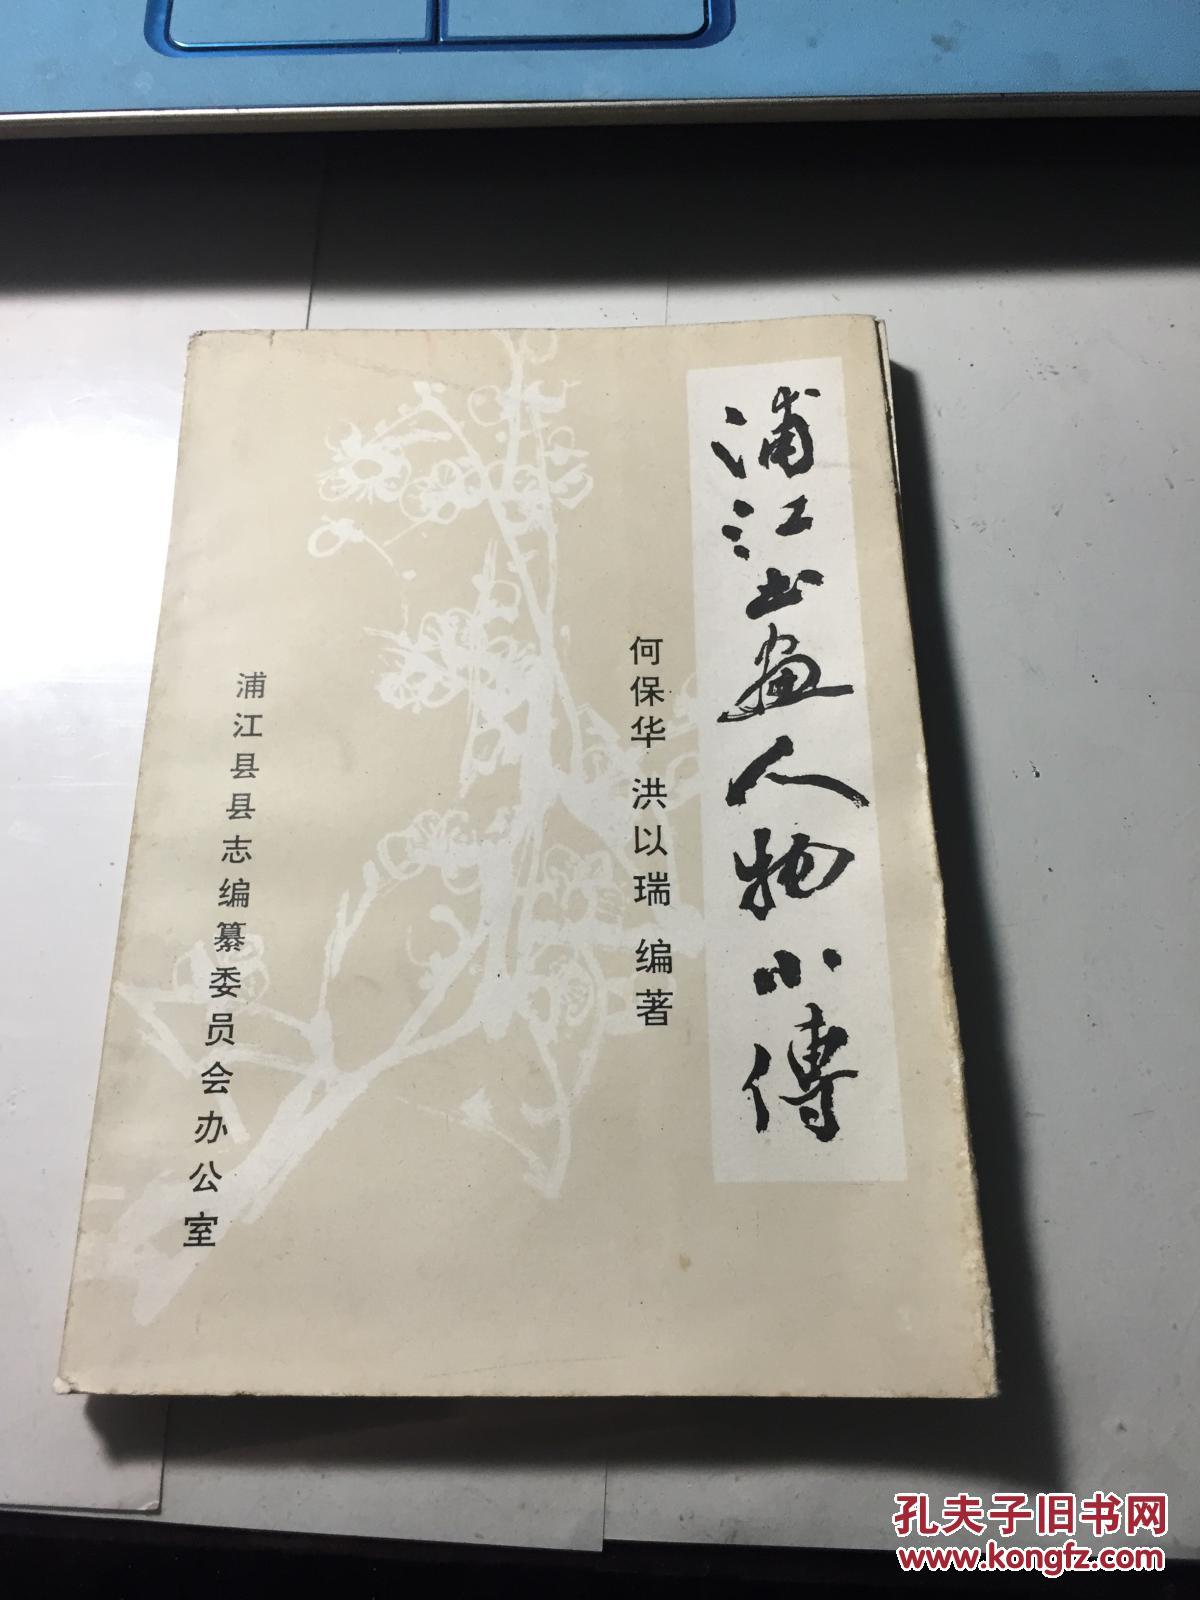 浦江书画人物小傳
何保华 洪以瑞 编著
浦江县县志编纂委员会办公室
孔夫子旧书网
www.kongfz.com